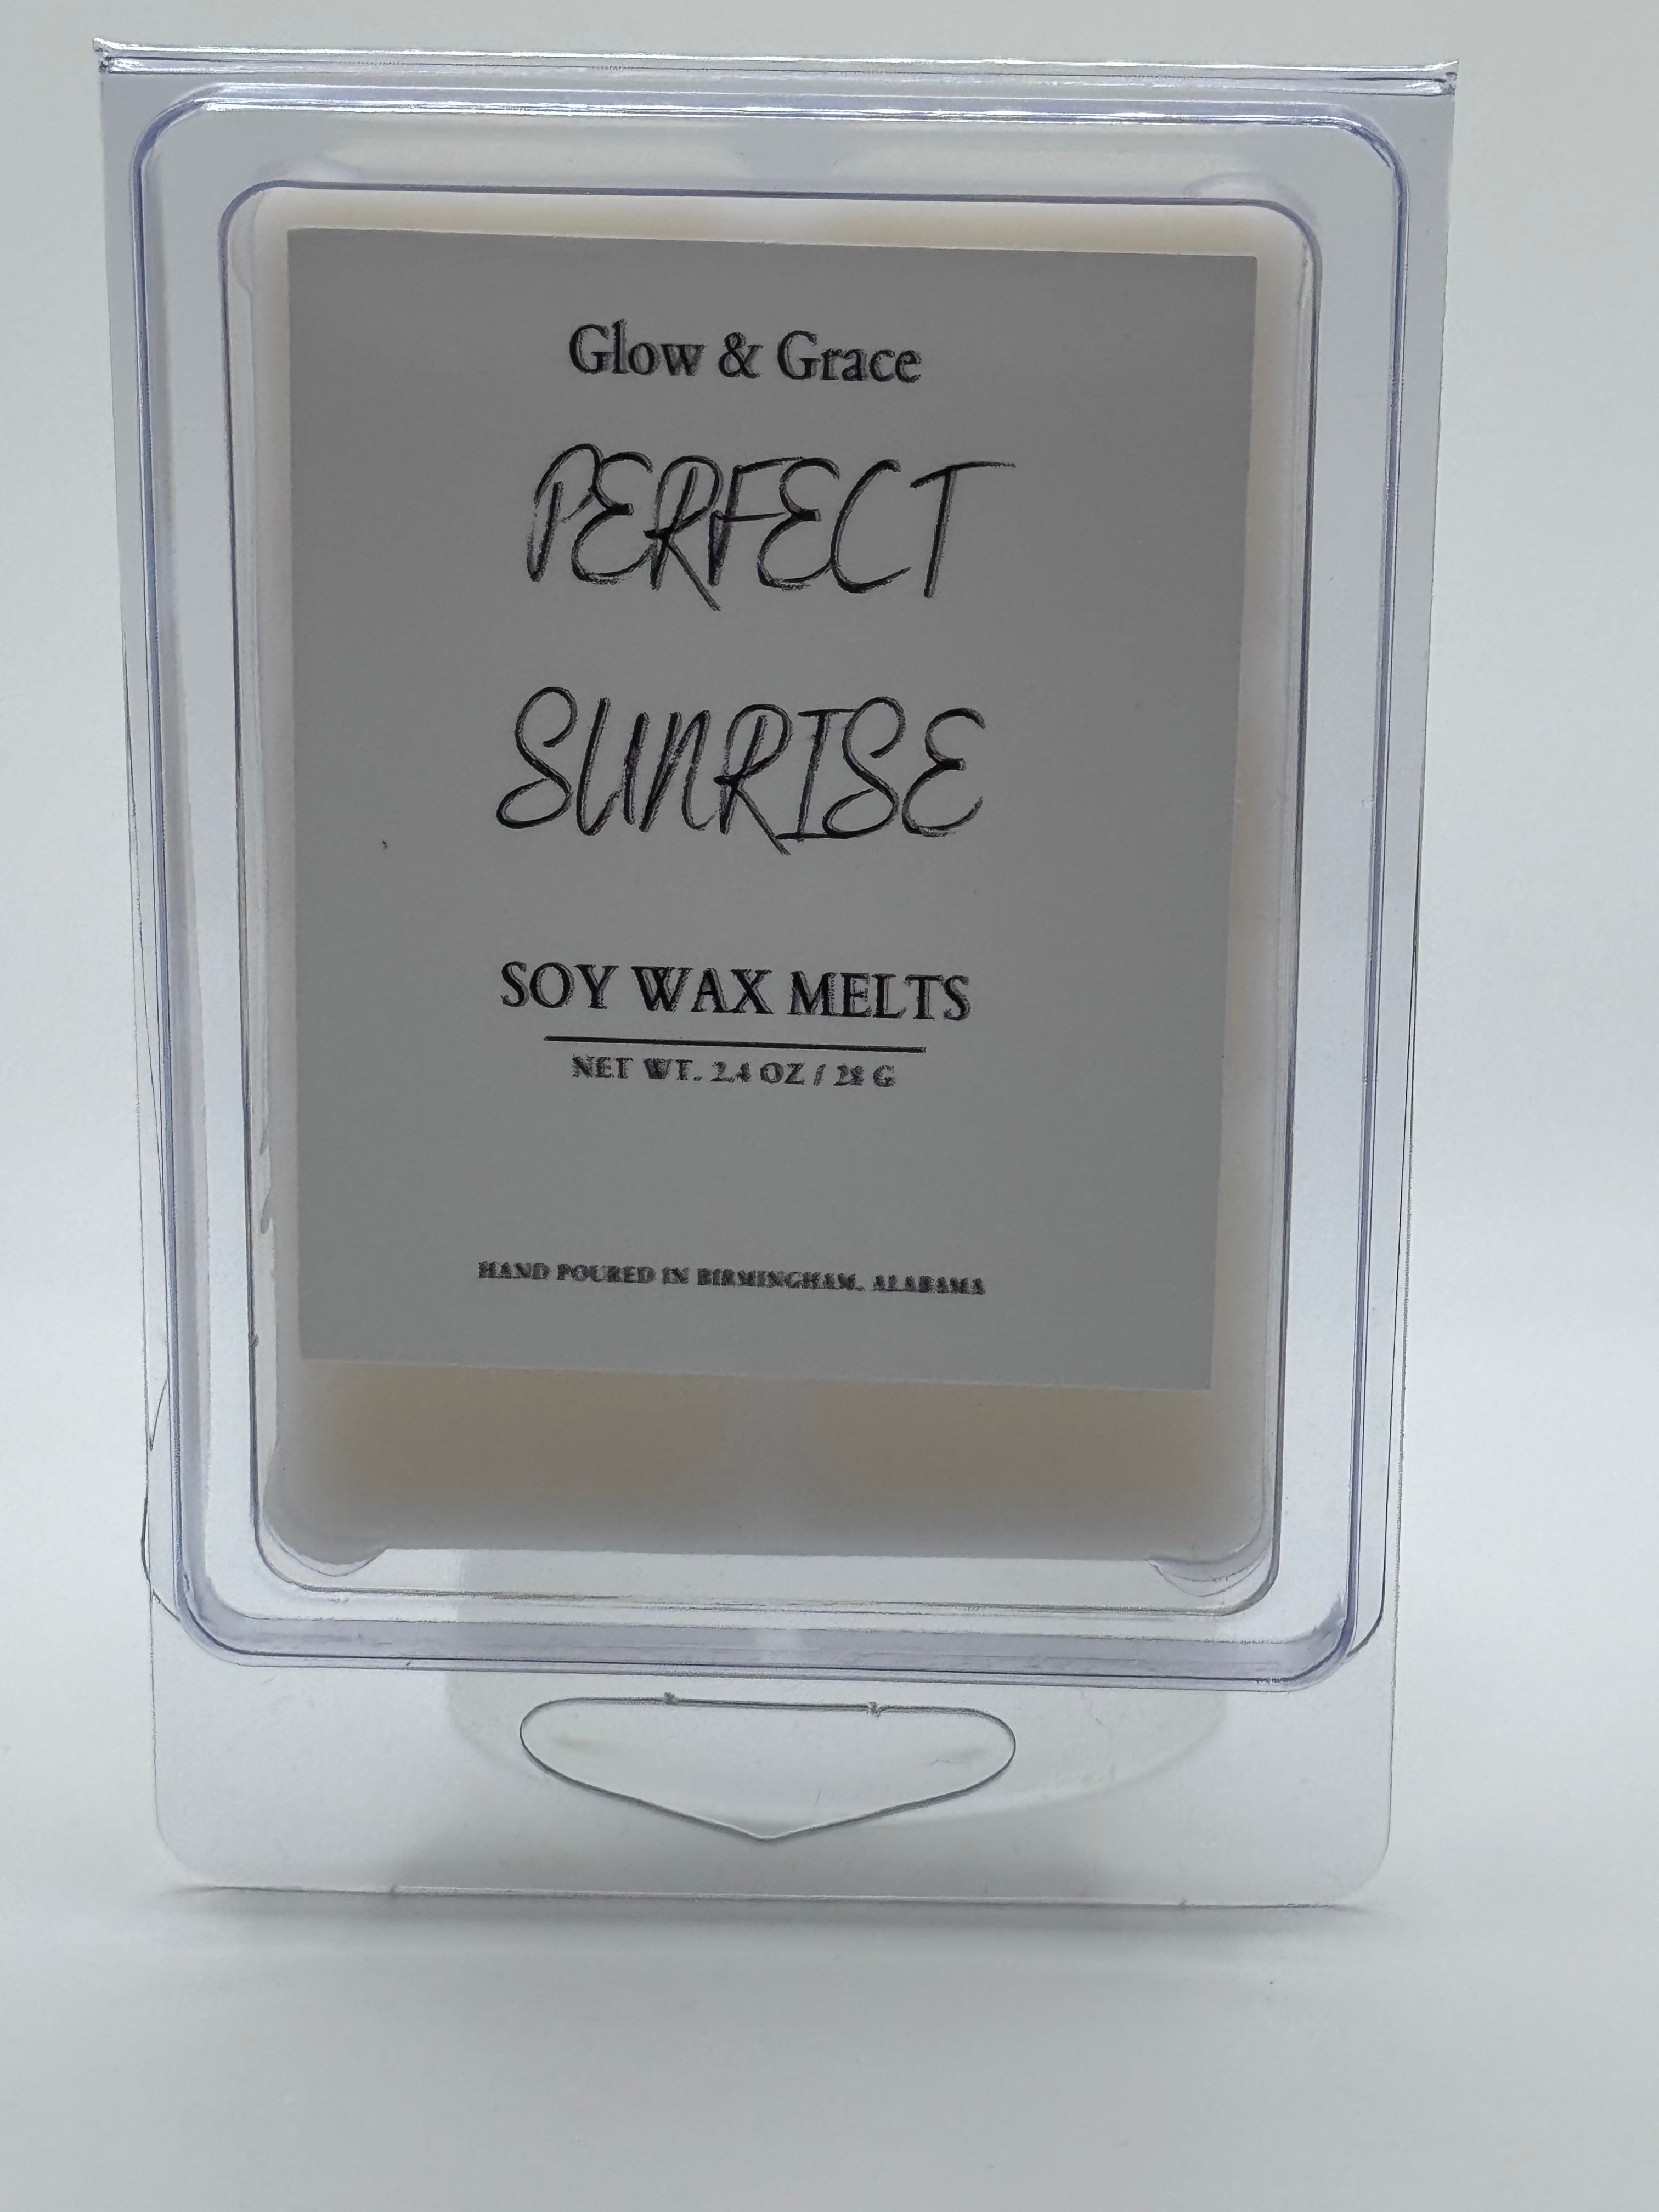 Glow & Grace
PERFECT
SUNRISE
SOY WAX MELTS
NET WT. 2.4 OZ / 28 G
HAND POURED IN BIRMINGHAM, ALABAMA